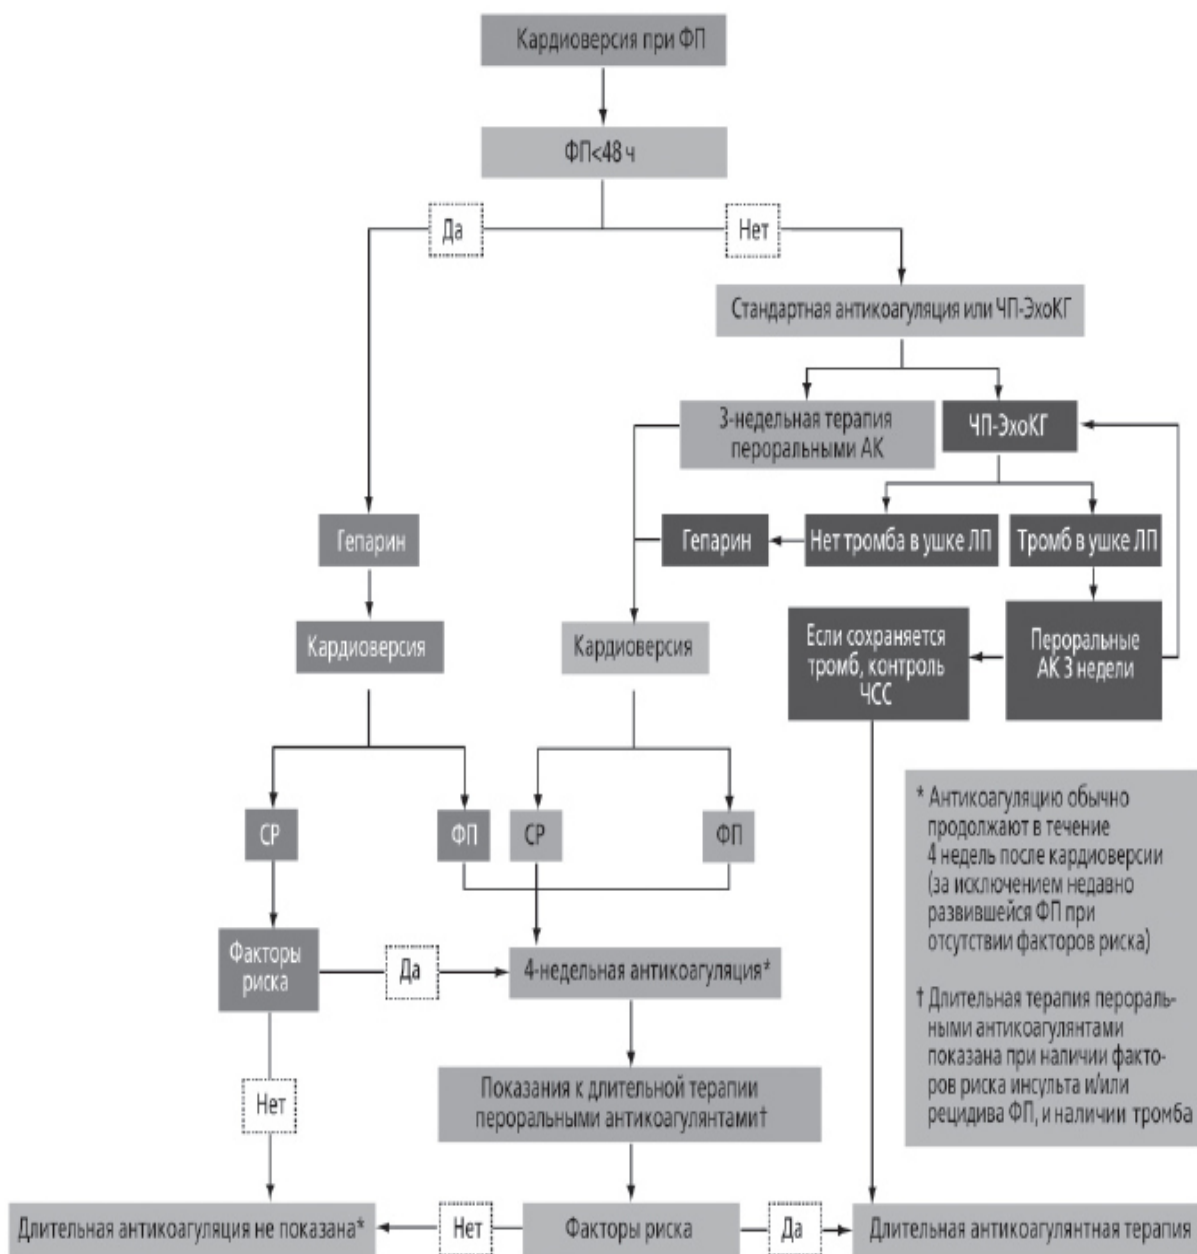 Кардиоверсия при ФП
ФП<48 ч
Да
Нет
Стандартная антикоагуляция или ЧП-ЭхоКГ
3-недельная терапия
пероральными АК
ЧП-ЭхоКГ
Гепарин
Гепарин
Нет тромба в ушке ЛП
Тромб в ушке ЛП
Кардиоверсия
Кардиоверсия
Если сохраняется
тромб, контроль
ЧСС
Пероральные
АК 3 недели
СР
ФП
СР
ФП
* Антикоагуляцию обычно
продолжают в течение
4 недель после кардиоверсии
(за исключением недавно
развившейся ФП при
отсутствии факторов риска)
† Длительная терапия перораль-
ными антикоагулянтами
показана при наличии факто-
ров риска инсульта и/или
рецидива ФП, и наличии тромба
Факторы
риска
Да
4-недельная антикоагуляция*
Нет
Показания к длительной терапии
пероральными антикоагулянтами†
Длительная антикоагуляция не показана*
Нет
Факторы риска
Да
Длительная антикоагулянтная терапия